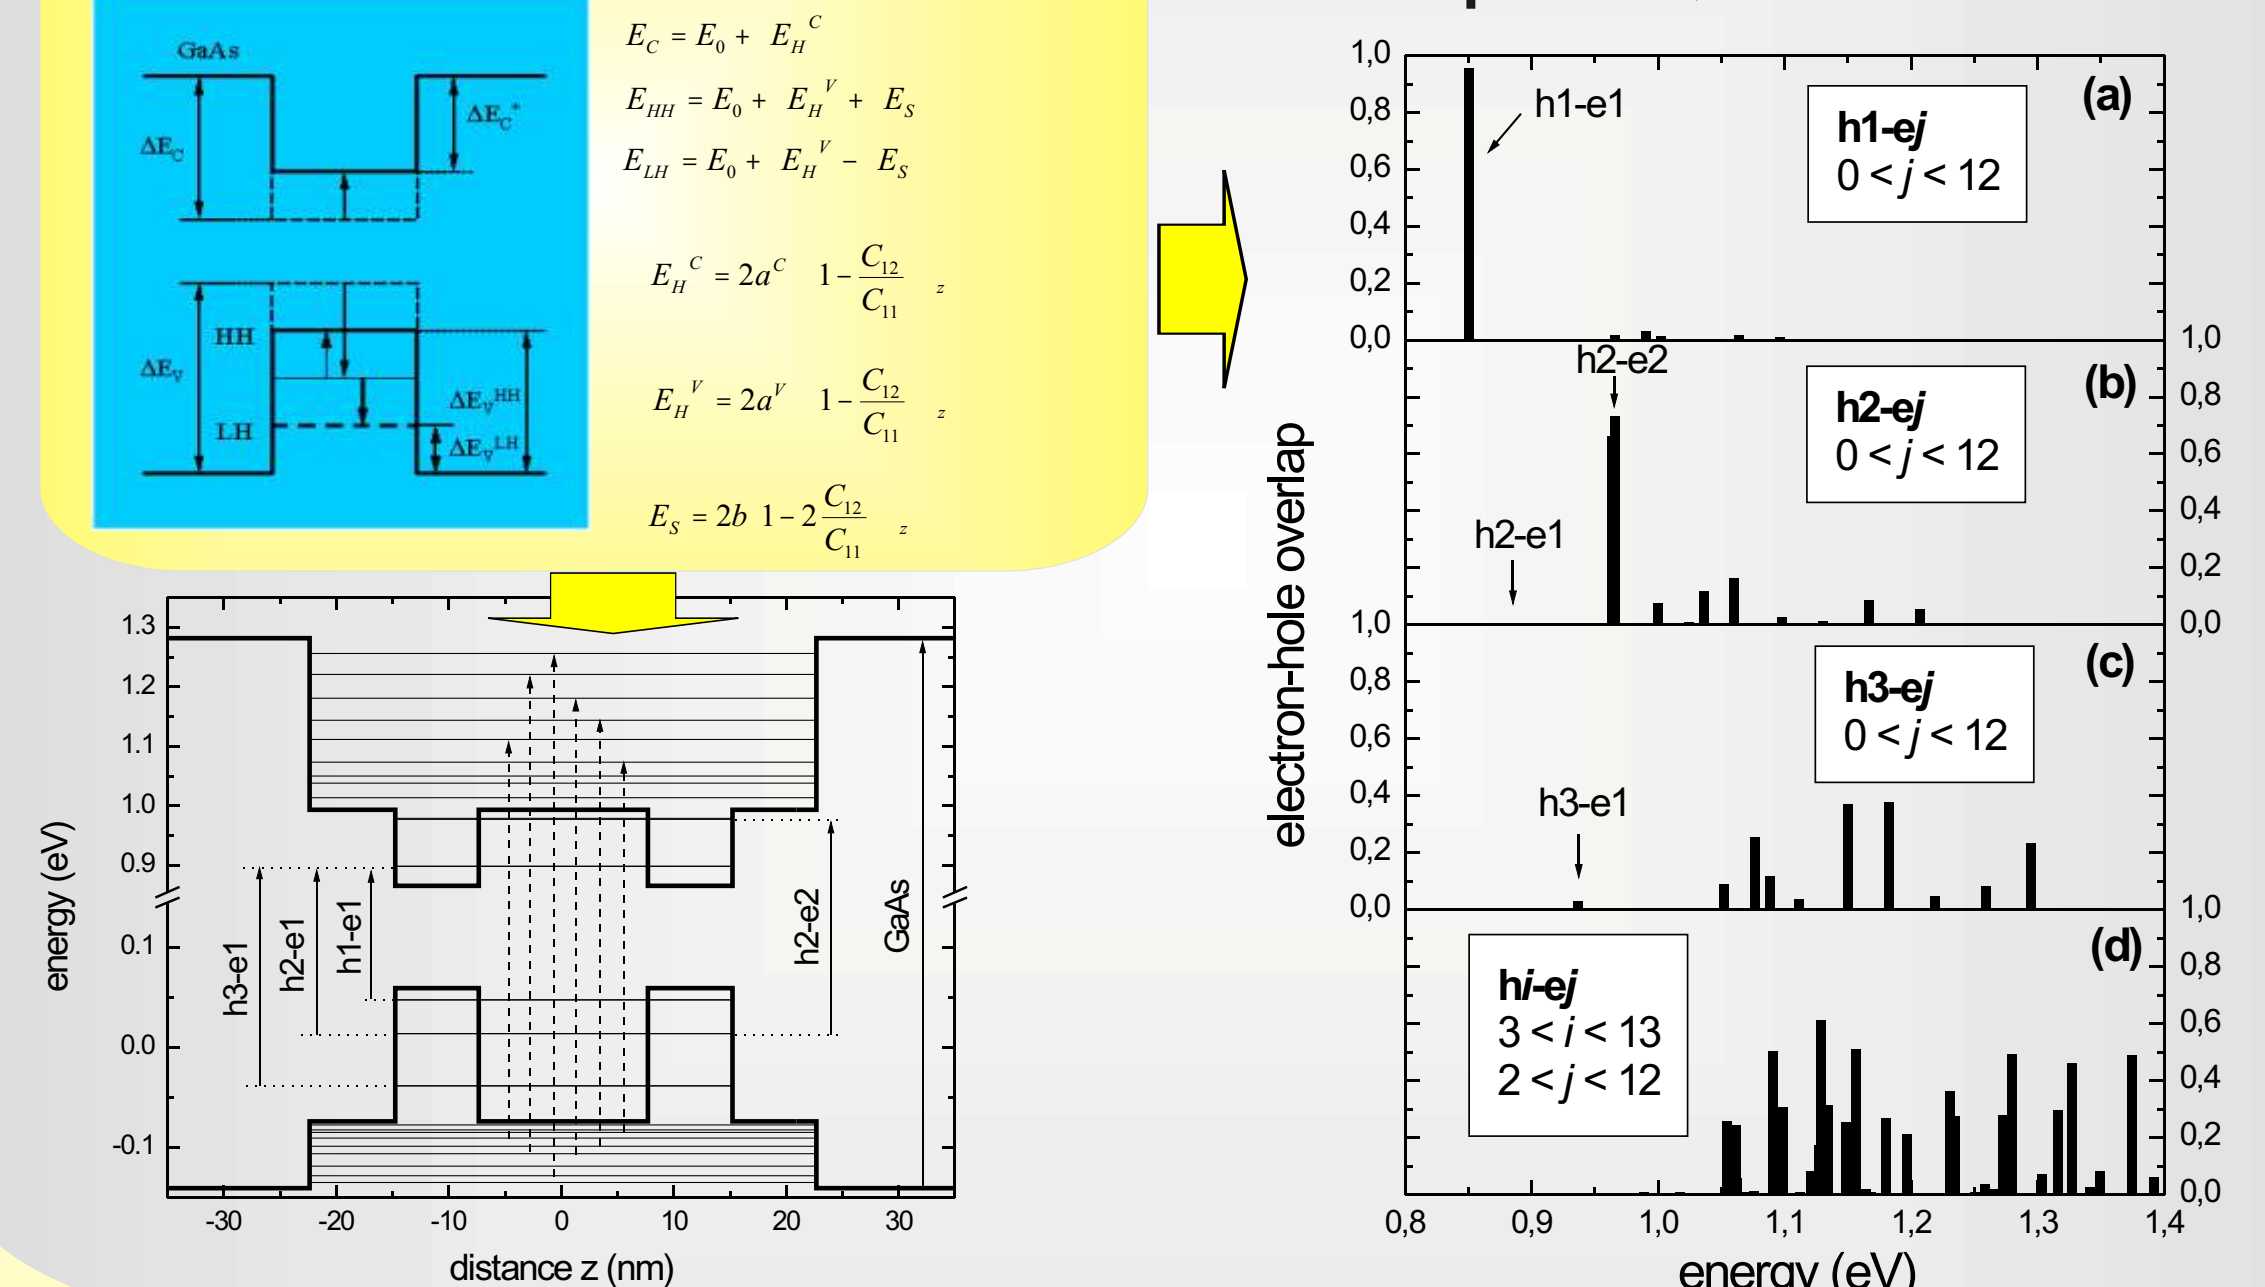 GaAs
ΔE_C
ΔE_C*
HH
ΔE_V
LH
ΔE_V^HH
ΔE_V^LH
E_C = E_0 + E_H^C
E_HH = E_0 + E_H^V + E_S
E_LH = E_0 + E_H^V − E_S
E_H^C = 2a^C 1 − C_12/C_11 z
E_H^V = 2a^V 1 − C_12/C_11 z
E_S = 2b 1 − 2 C_12/C_11 z
1.3
1.2
1.1
1.0
0.9
0.1
0.0
-0.1
energy (eV)
h3-e1
h2-e1
h1-e1
h2-e2
GaAs
-30 -20 -10 0 10 20 30
distance z (nm)
electron-hole overlap
1,0
0,8
0,6
0,4
0,2
0,0
h1-e1
h1-ej
0 < j < 12
(a)
1,0
0,8
0,6
0,4
0,2
0,0
h2-e2
h2-e1
h2-ej
0 < j < 12
(b)
1,0
0,8
0,6
0,4
0,2
0,0
h3-e1
h3-ej
0 < j < 12
(c)
1,0
0,8
0,6
0,4
0,2
0,0
hi-ej
3 < i < 13
2 < j < 12
(d)
0,8 0,9 1,0 1,1 1,2 1,3 1,4
energy (eV)